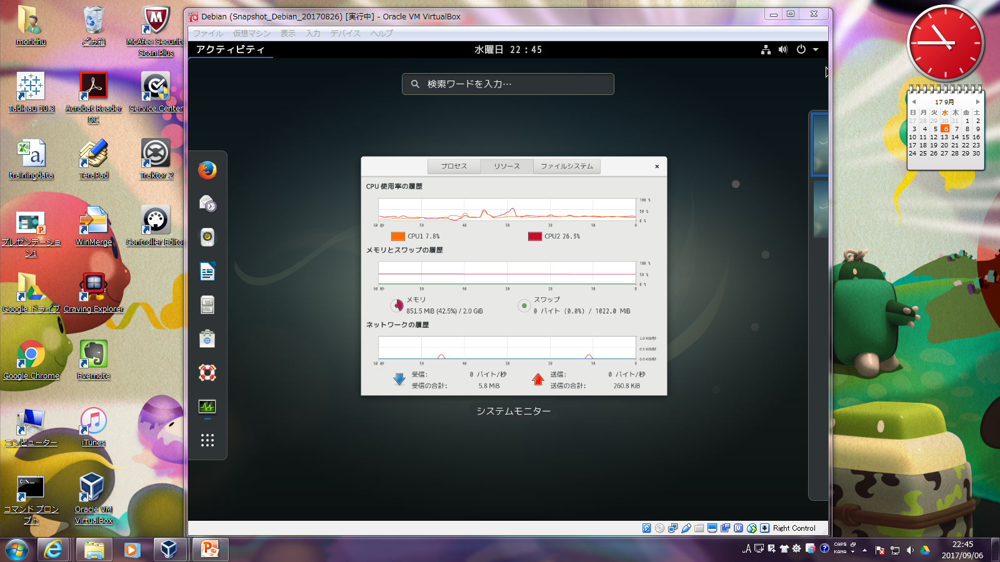 Debian (Snapshot_Debian_20170826) [実行中] - Oracle VM VirtualBox
ファイル 仮想マシン 表示 入力 デバイス ヘルプ
アクティビティ
水曜日 22：45
検索ワードを入力…
プロセス リソース ファイルシステム
CPU 使用率の履歴
100 %
50 %
0 %
60 秒 50 40 30 20 10 0
CPU1 7.8% CPU2 26.3%
メモリとスワップの履歴
100 %
50 %
0 %
60 秒 50 40 30 20 10 0
メモリ
851.5 MiB (42.5%) / 2.0 GiB
スワップ
0 バイト (0.0%) / 1022.0 MiB
ネットワークの履歴
1.0 KiB/秒
0.5 KiB/秒
0.0 KiB/秒
60 秒 50 40 30 20 10 0
受信: 0 バイト/秒
受信の合計: 5.8 MiB
送信: 0 バイト/秒
送信の合計: 260.8 KiB
システムモニター
Right Control
morichu
ごみ箱
McAfee Security
Scan Plus
Tableau 10.3
Acrobat Reader
DC
Service Center
trainingdata
TeraPad
Traktor 2
プレゼンテーショ
ン1
WinMerge
Controller Edito
Google ドライブ
Craving Explorer
Google Chrome
Evernote
コンピューター
iTunes
コマンド プロン
プト
Oracle VM
VirtualBox
17 9月
日 月 火 水 木 金 土
27 28 29 30 31 1 2
3 4 5 6 7 8 9
10 11 12 13 14 15 16
17 18 19 20 21 22 23
24 25 26 27 28 29 30
CAPS
KANA
22:45
2017/09/06